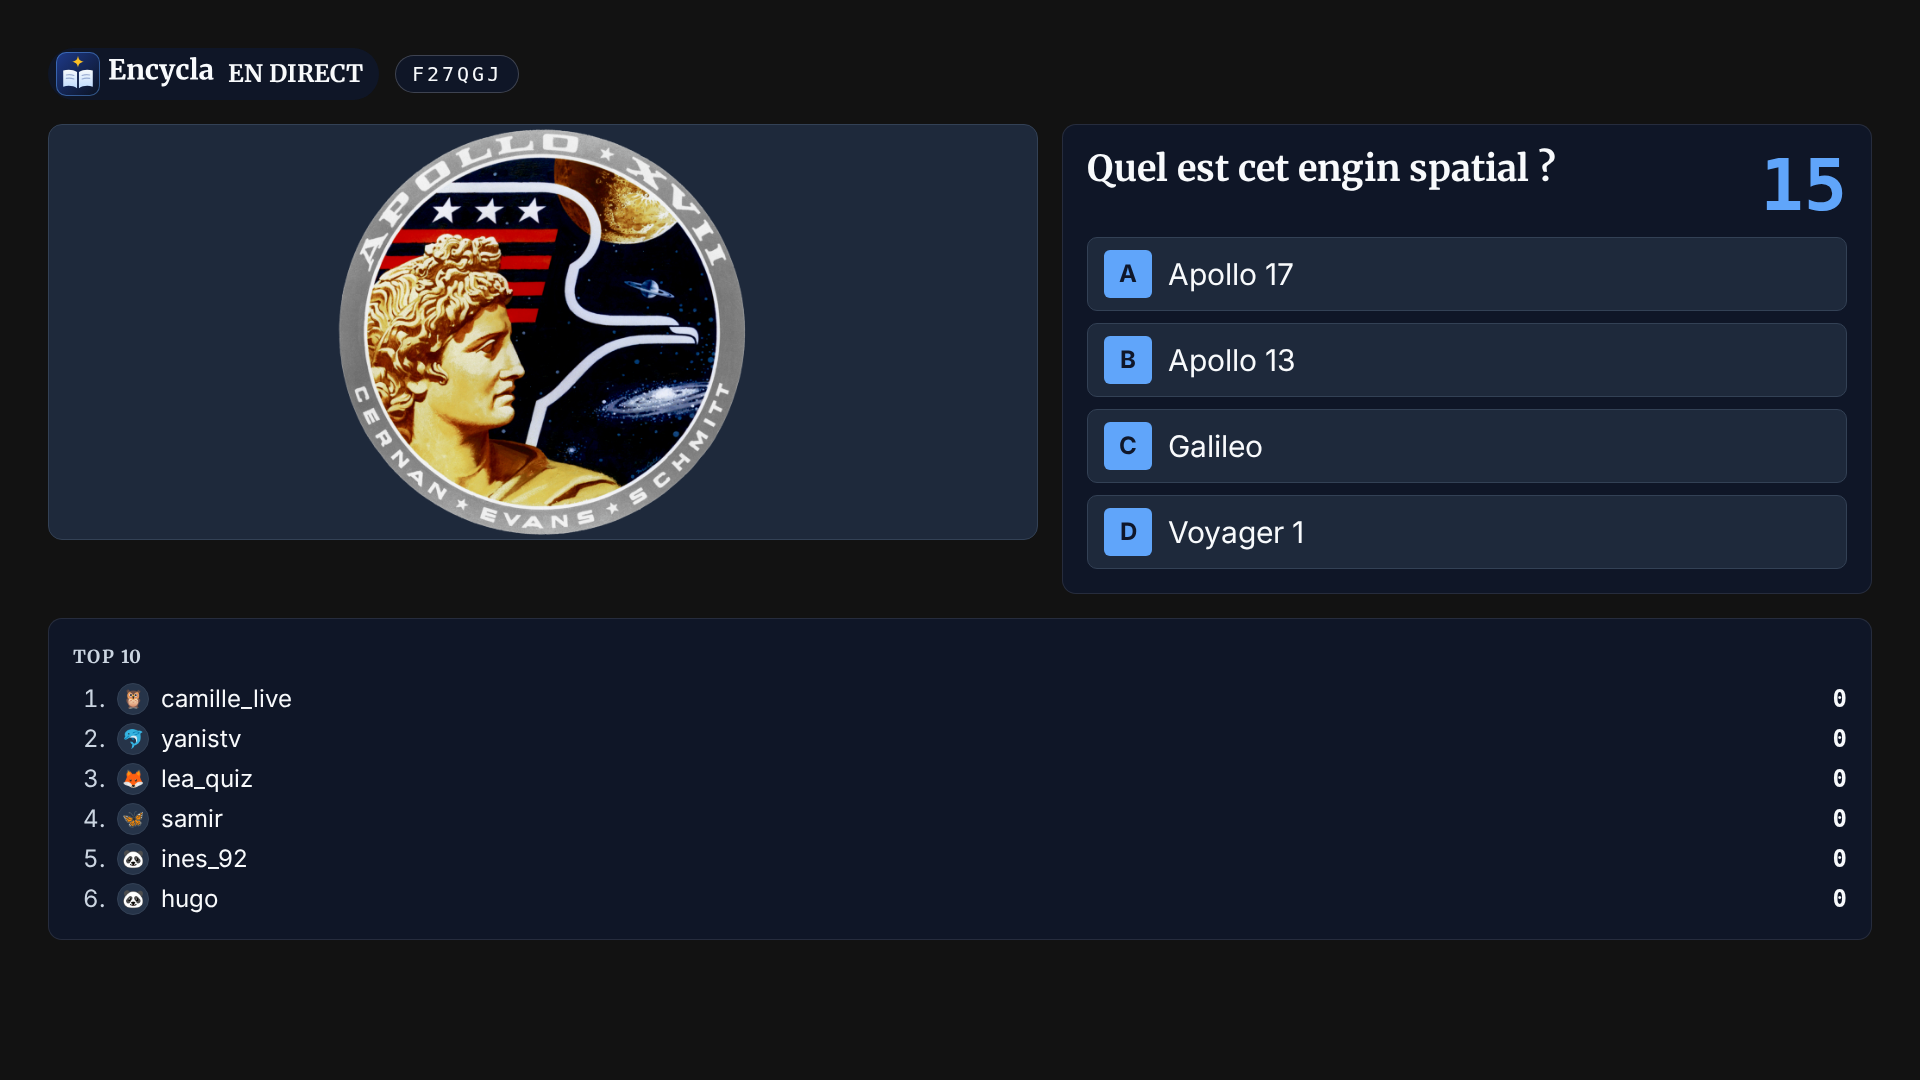 Encycla EN DIRECT F27QGJ
APOLLO ★ XVII
CERNAN ★ EVANS ★ SCHMITT
Quel est cet engin spatial ?
15
A Apollo 17
B Apollo 13
C Galileo
D Voyager 1
TOP 10
1. camille_live 0
2. yanistv 0
3. lea_quiz 0
4. samir 0
5. ines_92 0
6. hugo 0